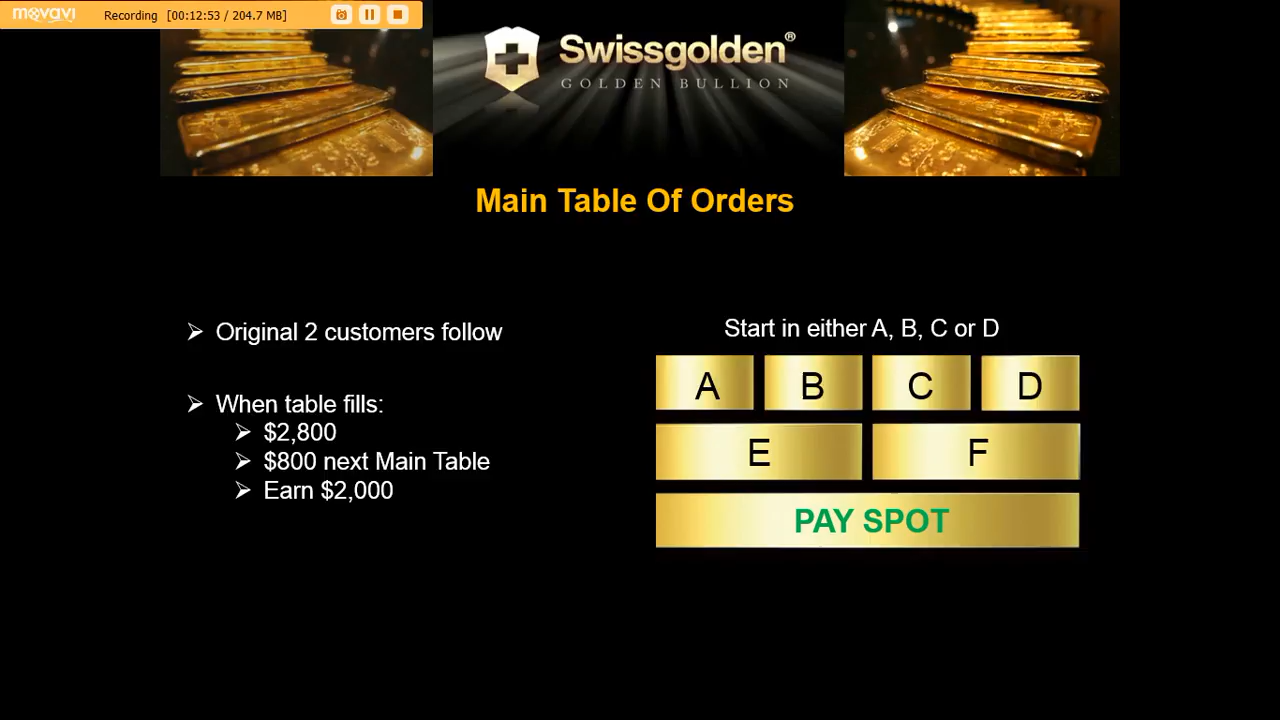 movavi Recording [00:12:53 / 204.7 MB]
Swissgolden®
GOLDEN BULLION
Main Table Of Orders
➢ Original 2 customers follow
➢ When table fills:
➢ $2,800
➢ $800 next Main Table
➢ Earn $2,000
Start in either A, B, C or D
A B C D
E F
PAY SPOT